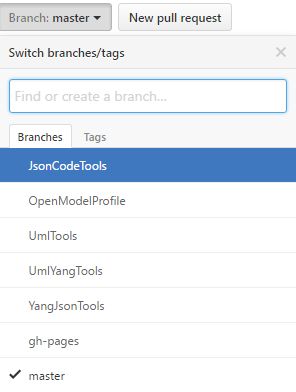 Branch: master New pull request
Switch branches/tags
Find or create a branch...
Branches Tags
JsonCodeTools
OpenModelProfile
UmlTools
UmlYangTools
YangJsonTools
gh-pages
master